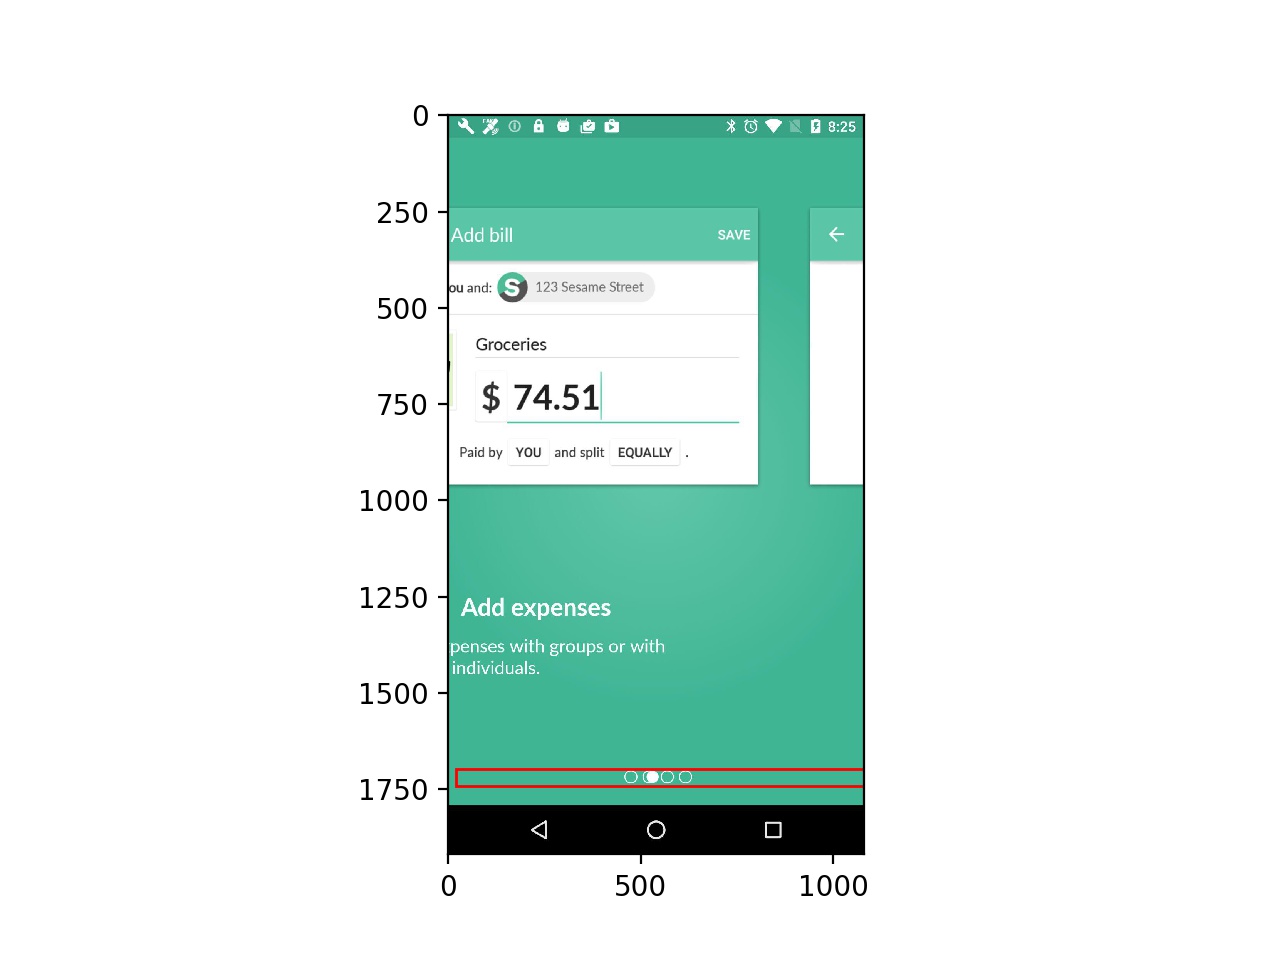 0
250
500
750
1000
1250
1500
1750
0
500
1000
8:25
Add bill
SAVE
ou and:
S
123 Sesame Street
Groceries
$ 74.51
Paid by YOU and split EQUALLY .
Add expenses
penses with groups or with
individuals.